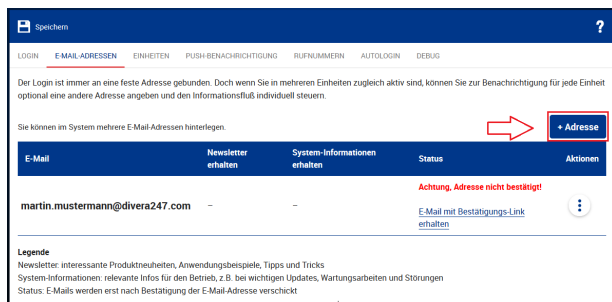 Speichern ?
LOGIN E-MAIL-ADRESSEN EINHEITEN PUSH-BENACHRICHTIGUNG RUFNUMMERN AUTOLOGIN DEBUG
Der Login ist immer an eine feste Adresse gebunden. Doch wenn Sie in mehreren Einheiten zugleich aktiv sind, können Sie zur Benachrichtigung für jede Einheit
optional eine andere Adresse angeben und den Informationsfluß individuell steuern.
Sie können im System mehrere E-Mail-Adressen hinterlegen.
+ Adresse
E-Mail Newsletter erhalten System-Informationen erhalten Status Aktionen
Achtung, Adresse nicht bestätigt!
martin.mustermann@divera247.com – –
E-Mail mit Bestätigungs-Link
erhalten
Legende
Newsletter: interessante Produktneuheiten, Anwendungsbeispiele, Tipps und Tricks
System-Informationen: relevante Infos für den Betrieb, z.B. bei wichtigen Updates, Wartungsarbeiten und Störungen
Status: E-Mails werden erst nach Bestätigung der E-Mail-Adresse verschickt